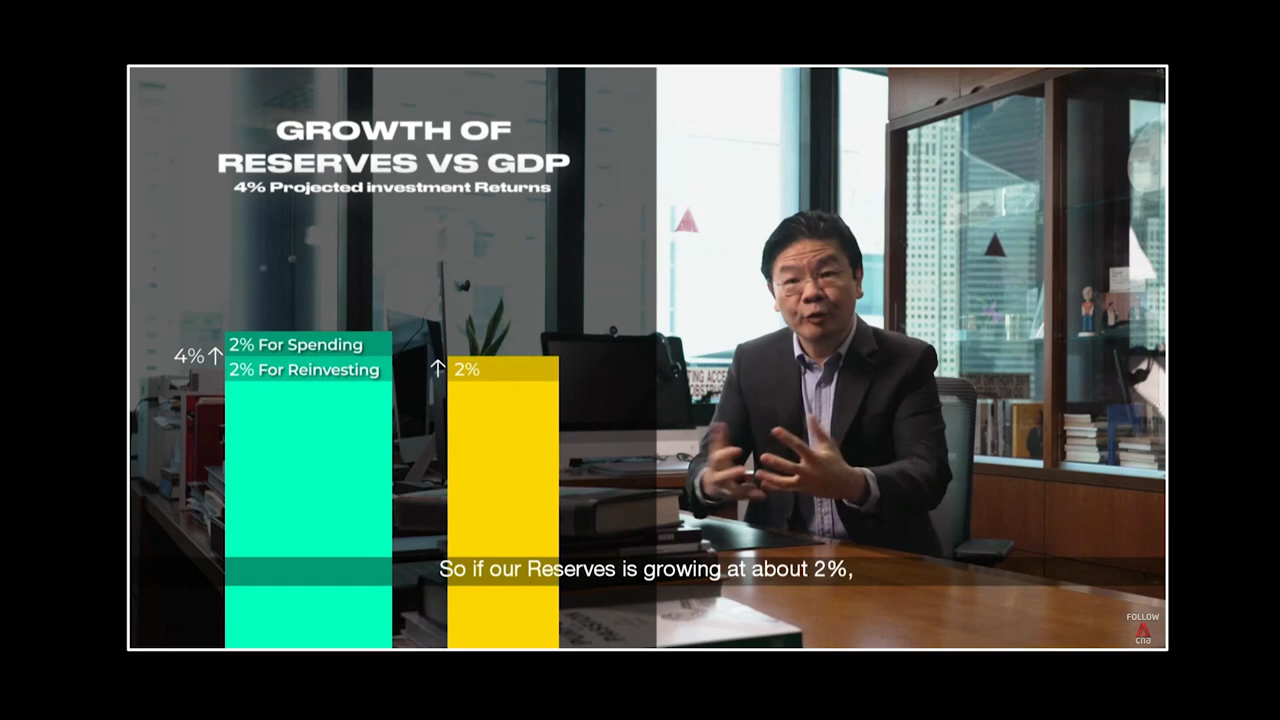 GROWTH OF
RESERVES VS GDP
4% Projected investment Returns
4% ↑
2% For Spending
2% For Reinvesting
↑ 2%
So if our Reserves is growing at about 2%,
FOLLOW
cna